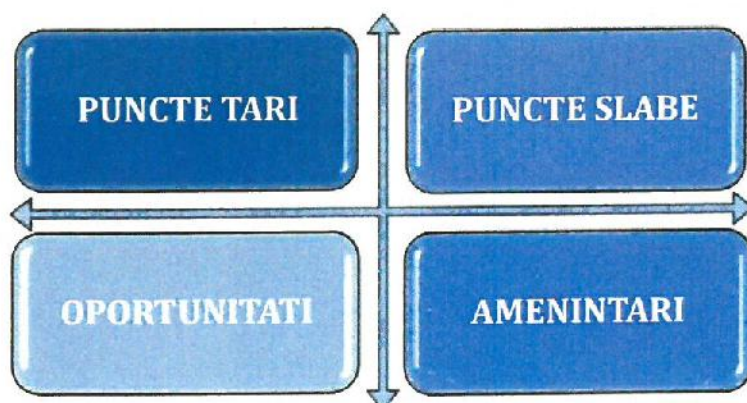 PUNCTE TARI
PUNCTE SLABE
OPORTUNITATI
AMENINTARI